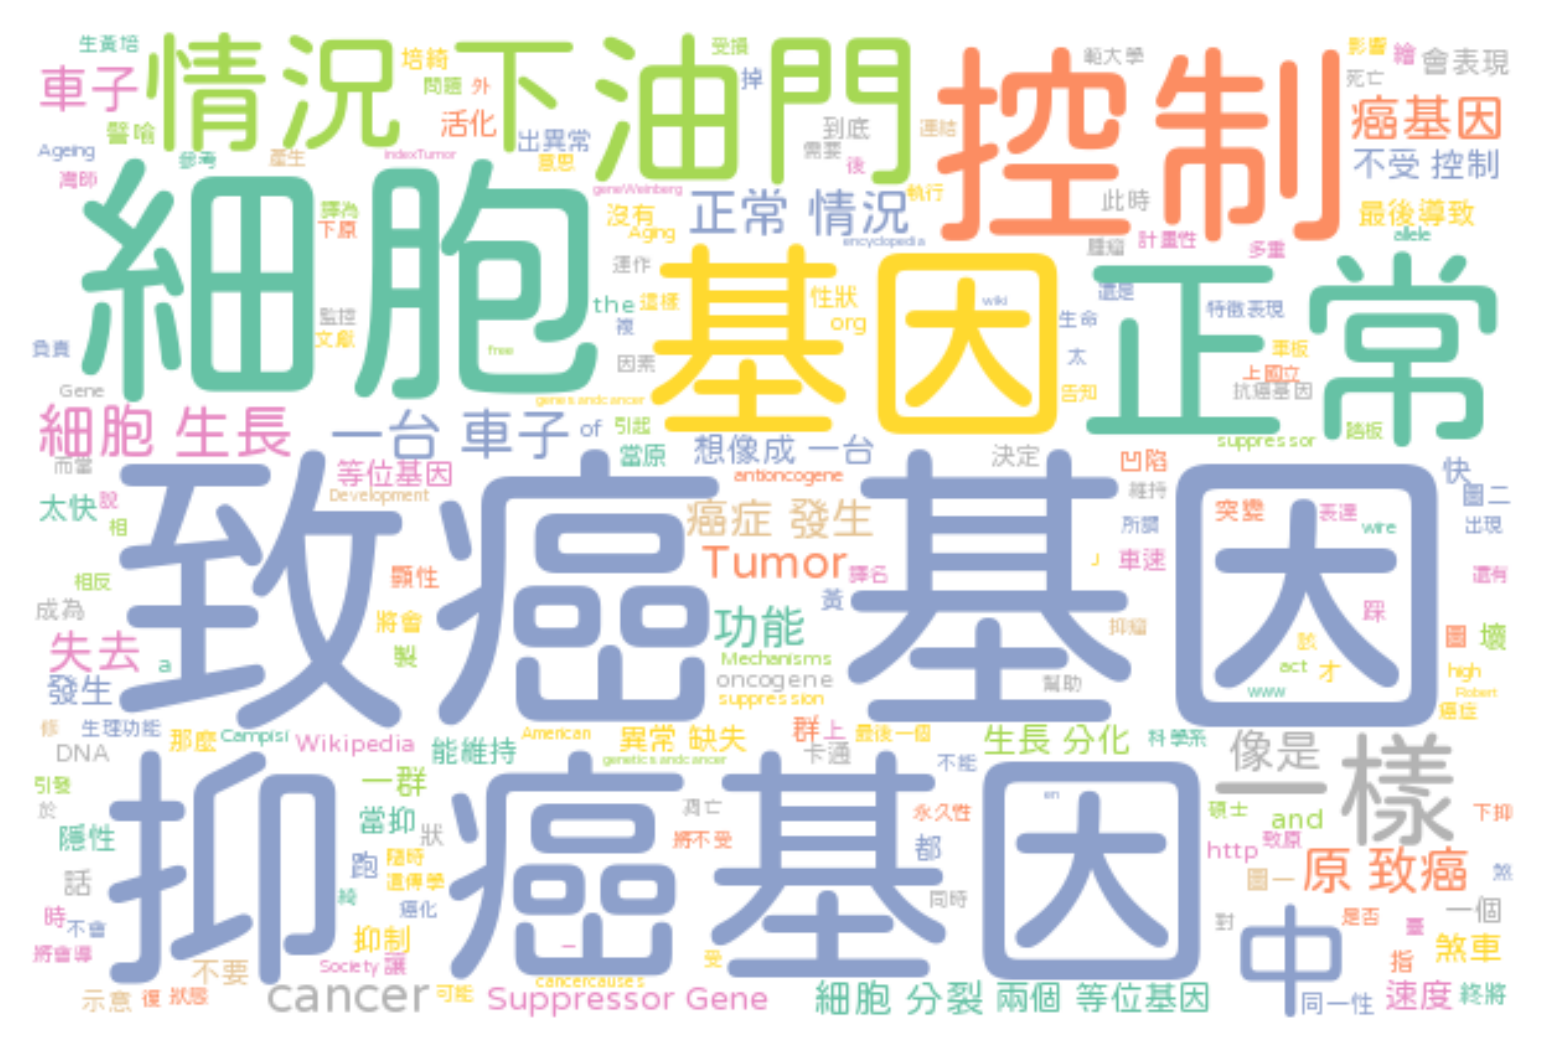 生黃培
車子
情況下油門
培綺
問題
外
受損
掉
控制
範大學
影響
繪
會表現
死亡
譬喻
活化
出異常
到底
連結
癌基因
Ageing
參考
產生
indexTumor
意思
需要
後
不受 控制
灣師
geneWeinberg
執行
細胞
譯為
下原
沒有
Aging
正常 情況
encyclopedia
此時
最後導致
allele
腫瘤
計畫性
多重
運作
基因
性狀
wiki
還是
正常
the
這樣
複
org
生命
特徵表現
監控
文獻
負責
free
因素
太
車板
上國立
Gene
genesandcancer
告知
抗癌基因
細胞 生長
一台 車子
of
引起
suppressor
踏板
而當
等位基因
當原
想像成 一台
決定
凹陷
快
Development
antioncogene
維持
圖二
太快
說
相
致癌基因
癌症 發生
所謂
突變
表達
wire
出現
Tumor
譯名
J
車速
還有
相反
顯性
成為
黃
踩
將會
功能
抑瘤
失去
a
製
Mechanisms
act
才
圖
壞
high
發生
oncogene
幫助
www
Robert
suppression
癌症
修
生理功能
那麼
Campisi
Wikipedia
能維持
American
異常 缺失
群
上
最後一個
生長 分化
科學系
像是
一樣
DNA
geneticsandcancer
卡通
不能
引發
一群
於
抑癌基因
當抑
狀
凋亡
en
永久性
碩士
and
下抑
隱性
將不受
都
http
致原
跑
隨時
話
遺傳學
圖一
原 致癌
煞
綺
癌化
同時
時
不會
抑制
一個
對
中
是否
臺
將會導
Society
讓
受
指
煞車
不要
cancercauses
示意
復
狀態
cancer
可能
Suppressor Gene
細胞 分裂
兩個 等位基因
同一性
速度
終將